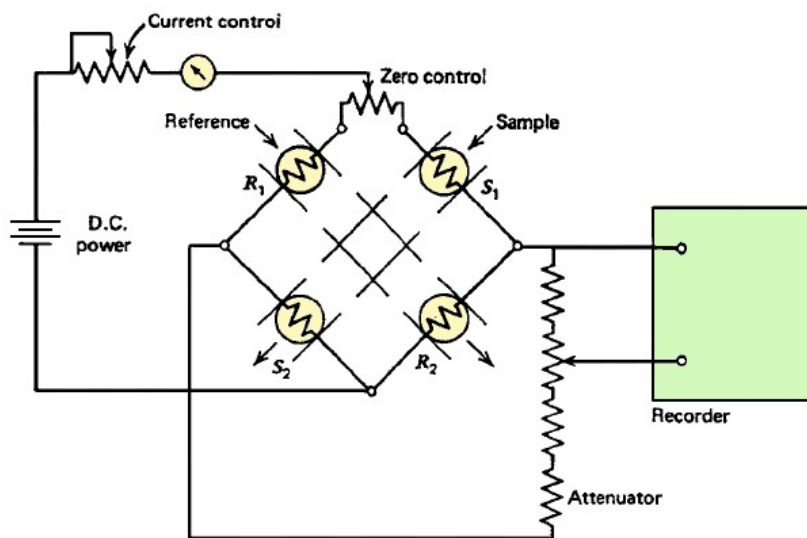 Current control
Zero control
Reference
Sample
R₁
S₁
D.C.
power
S₂
R₂
Recorder
Attenuator